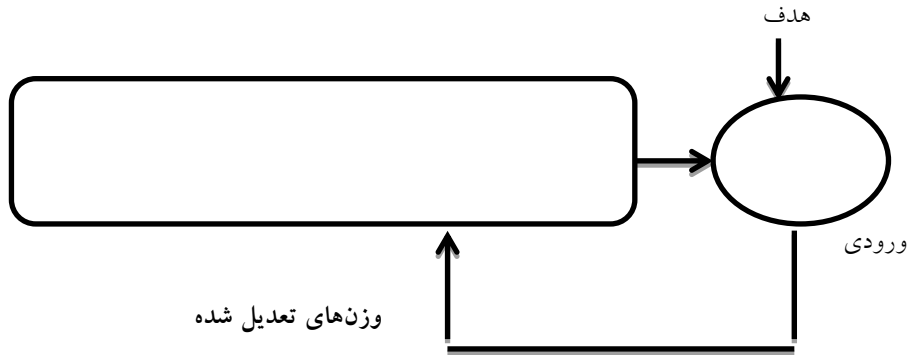 هدف
ورودی
وزن‌های تعدیل شده